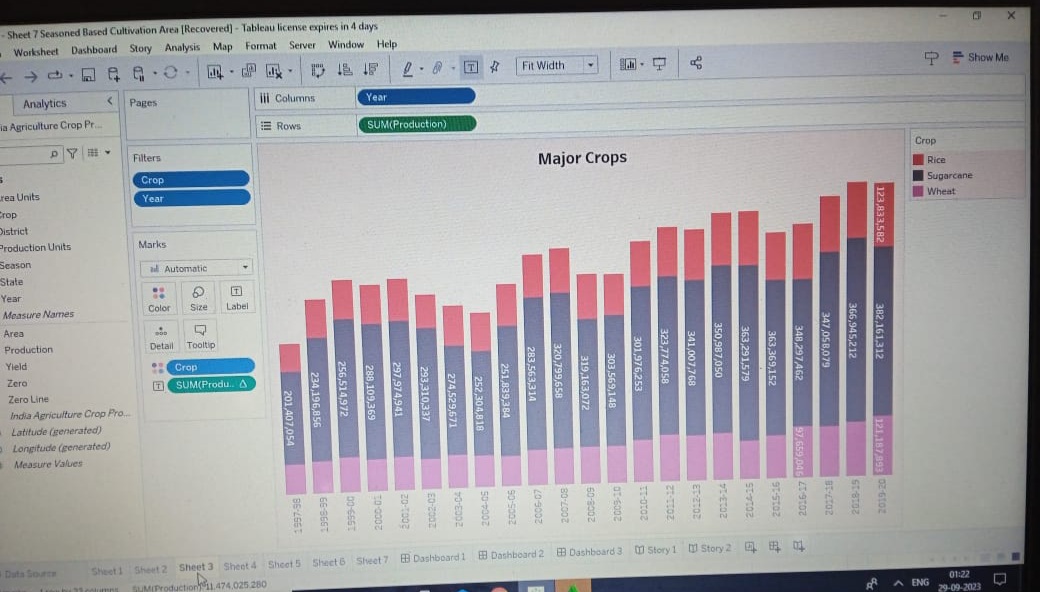 - Sheet 7 Seasoned Based Cultivation Area [Recovered] - Tableau license expires in 4 days
Worksheet Dashboard Story Analysis Map Format Server Window Help
Fit Width
Show Me
Analytics
ia Agriculture Crop Pr...
rea Units
rop
istrict
Production Units
Season
State
Year
Measure Names
Area
Production
Yield
Zero
Zero Line
India Agriculture Crop Pro...
Latitude (generated)
Longitude (generated)
Measure Values
Pages
Filters
Crop
Year
Marks
Automatic
Color Size Label
Detail Tooltip
Crop
SUM(Produ..
Columns
Year
Rows
SUM(Production)
Major Crops
201,407,054
234,196,856
256,514,972
288,109,369
297,974,941
293,310,337
274,529,671
252,304,818
251,839,384
283,563,314
320,799,658
319,163,072
303,569,148
301,976,253
323,774,058
341,007,768
350,987,050
363,291,579
363,369,152
348,297,462
97,659,046
347,058,079
366,945,212
123,833,582
382,161,312
121,187,893
1997-98
1998-99
1999-00
2000-01
2001-02
2002-03
2003-04
2004-05
2005-06
2006-07
2007-08
2008-09
2009-10
2010-11
2011-12
2012-13
2013-14
2014-15
2015-16
2016-17
2017-18
2018-19
2019-20
Crop
Rice
Sugarcane
Wheat
Data Source Sheet 1 Sheet 2 Sheet 3 Sheet 4 Sheet 5 Sheet 6 Sheet 7 Dashboard 1 Dashboard 2 Dashboard 3 Story 1 Story 2
SUM(Production): 11,474,025,280
ENG
01:22
29-09-2023